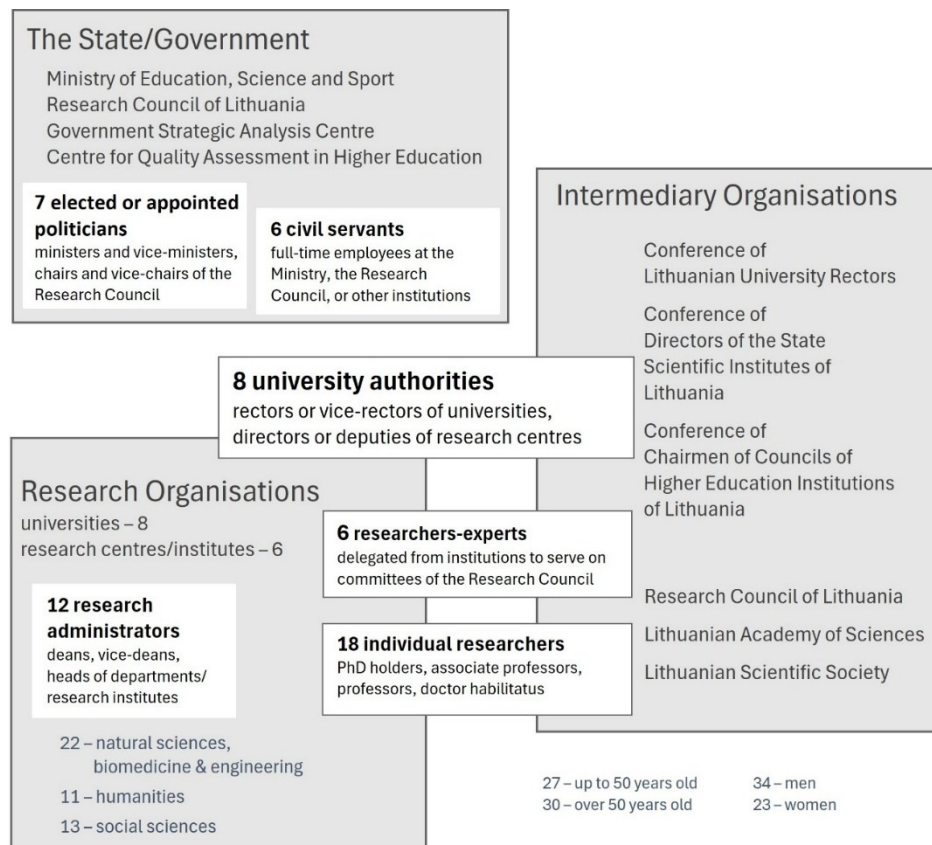 The State/Government
Ministry of Education, Science and Sport
Research Council of Lithuania
Government Strategic Analysis Centre
Centre for Quality Assessment in Higher Education
7 elected or appointed
politicians
ministers and vice-ministers,
chairs and vice-chairs of the
Research Council
6 civil servants
full-time employees at the
Ministry, the Research
Council, or other institutions
Intermediary Organisations
Conference of
Lithuanian University Rectors
Conference of
Directors of the State
Scientific Institutes of
Lithuania
Conference of
Chairmen of Councils of
Higher Education Institutions
of Lithuania
Research Council of Lithuania
Lithuanian Academy of Sciences
Lithuanian Scientific Society
8 university authorities
rectors or vice-rectors of universities,
directors or deputies of research centres
Research Organisations
universities – 8
research centres/institutes – 6
6 researchers-experts
delegated from institutions to serve on
committees of the Research Council
12 research
administrators
deans, vice-deans,
heads of departments/
research institutes
18 individual researchers
PhD holders, associate professors,
professors, doctor habilitatus
22 – natural sciences,
biomedicine & engineering
11 – humanities
13 – social sciences
27 – up to 50 years old
30 – over 50 years old
34 – men
23 – women